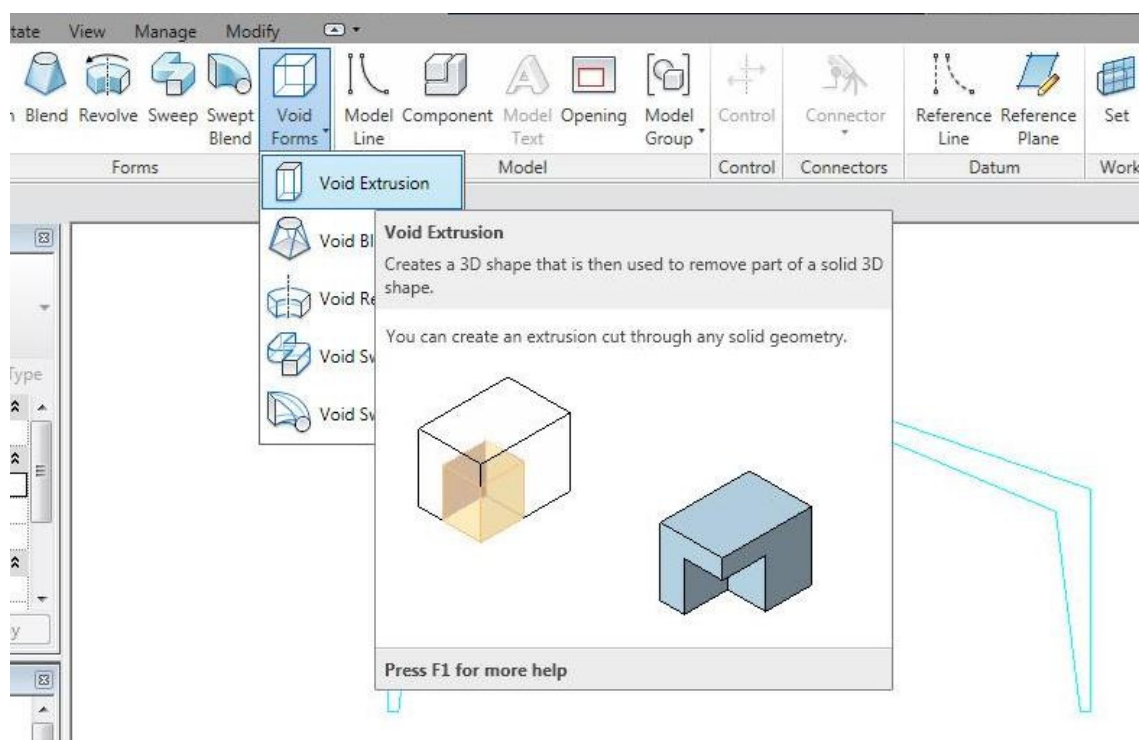 tate View Manage Modify
n Blend Revolve Sweep Swept Blend Void Forms Model Line Component Model Text Opening Model Group Control Connector Reference Line Reference Plane Set
Forms Model Control Connectors Datum Work
Void Extrusion
Void Bl
Void Re
Void Sw
Void Sw
Void Extrusion
Creates a 3D shape that is then used to remove part of a solid 3D
shape.
You can create an extrusion cut through any solid geometry.
Press F1 for more help
Type
y